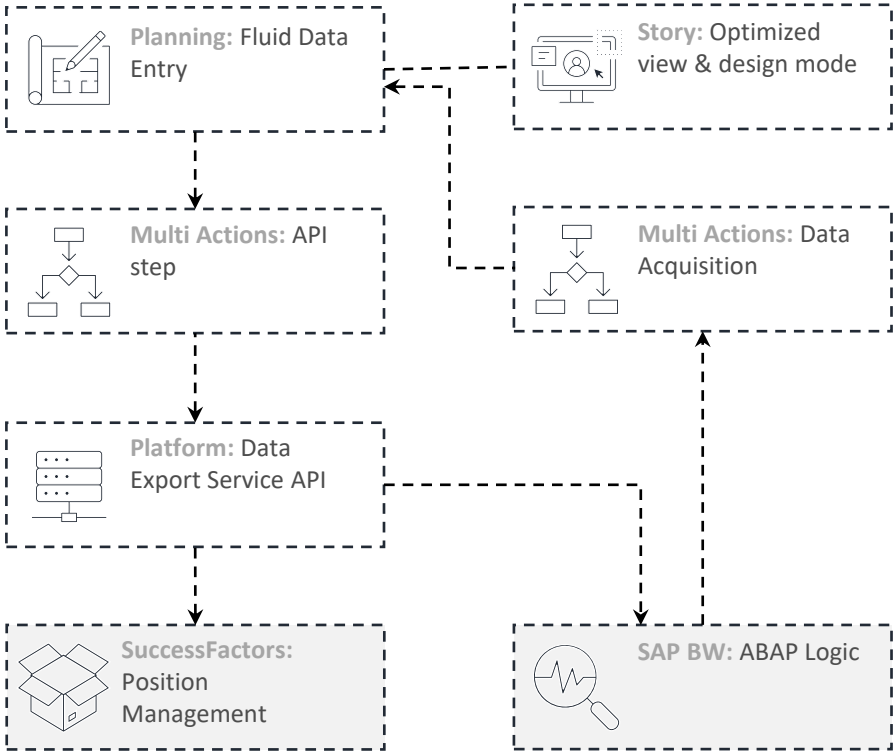 Planning: Fluid Data
Entry
Story: Optimized
view & design mode
Multi Actions: API
step
Multi Actions: Data
Acquisition
Platform: Data
Export Service API
SuccessFactors:
Position
Management
SAP BW: ABAP Logic